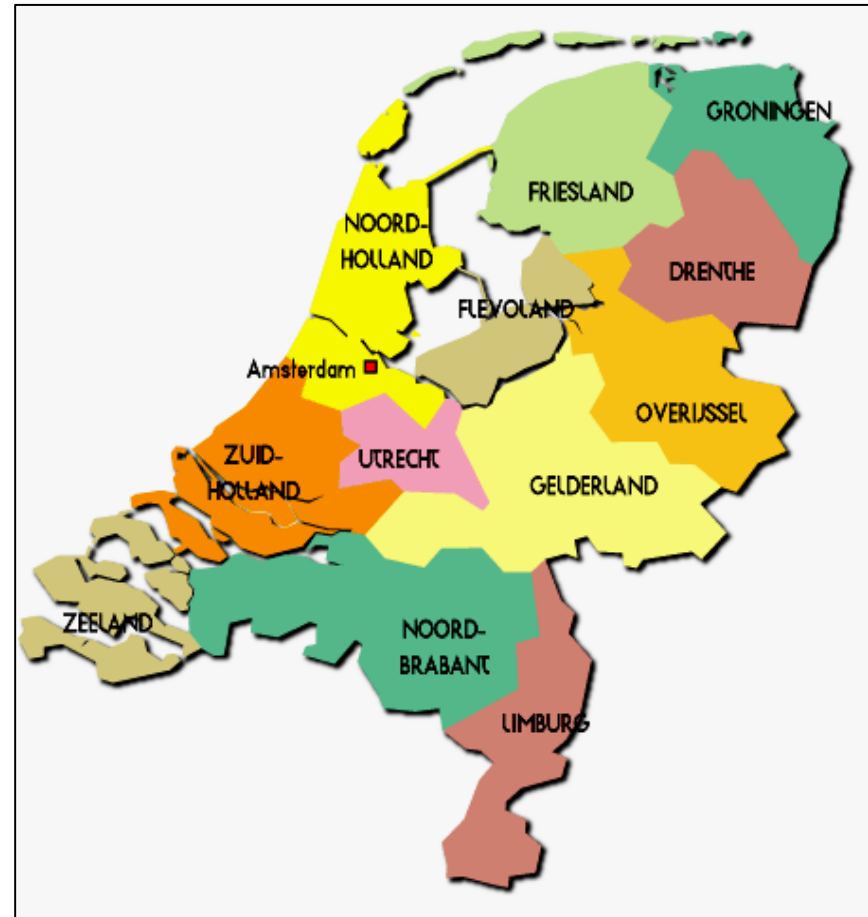 GRONINGEN
FRIESLAND
NOORD-
HOLLAND
DRENTHE
FLEVOLAND
Amsterdam
OVERIJSSEL
ZUID-
HOLLAND
UTRECHT
GELDERLAND
ZEELAND
NOORD-
BRABANT
LIMBURG